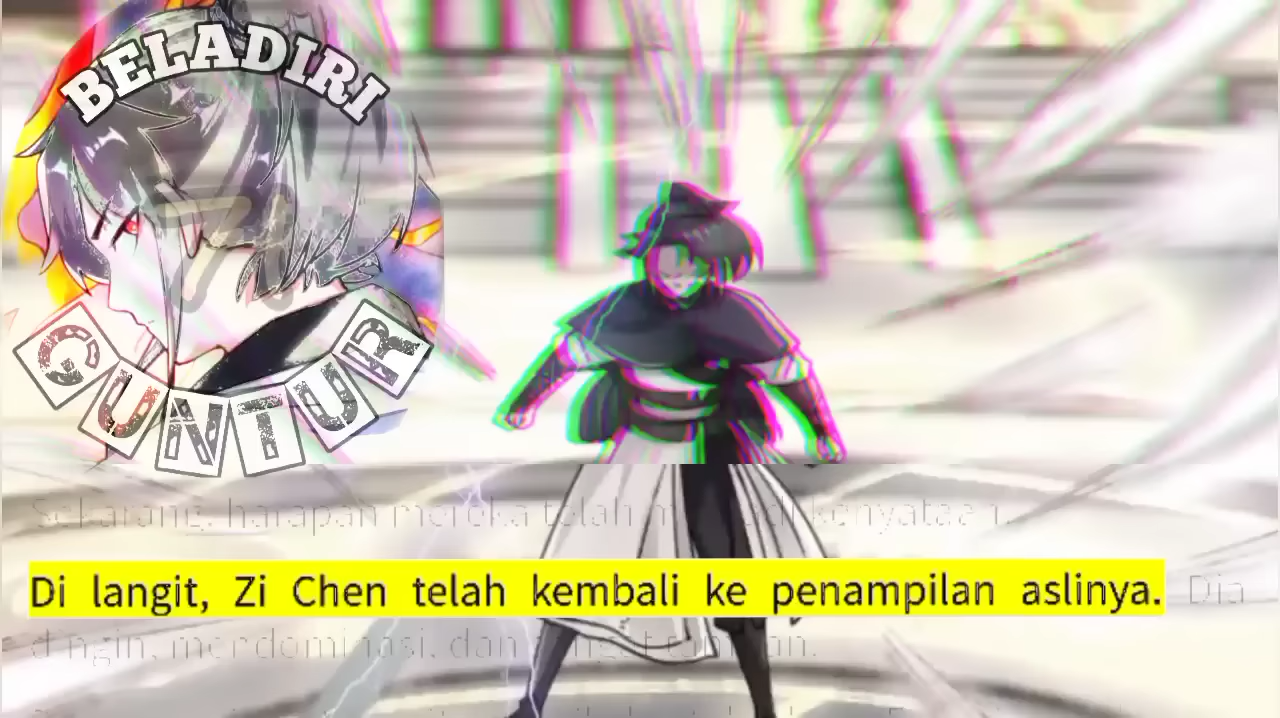 BELADIRI
GUNTUR
Sekarang, harapan mereka telah menjadi kenyataan.
Di langit, Zi Chen telah kembali ke penampilan aslinya. Dia
dingin, mendominasi, dan sangat tampan.